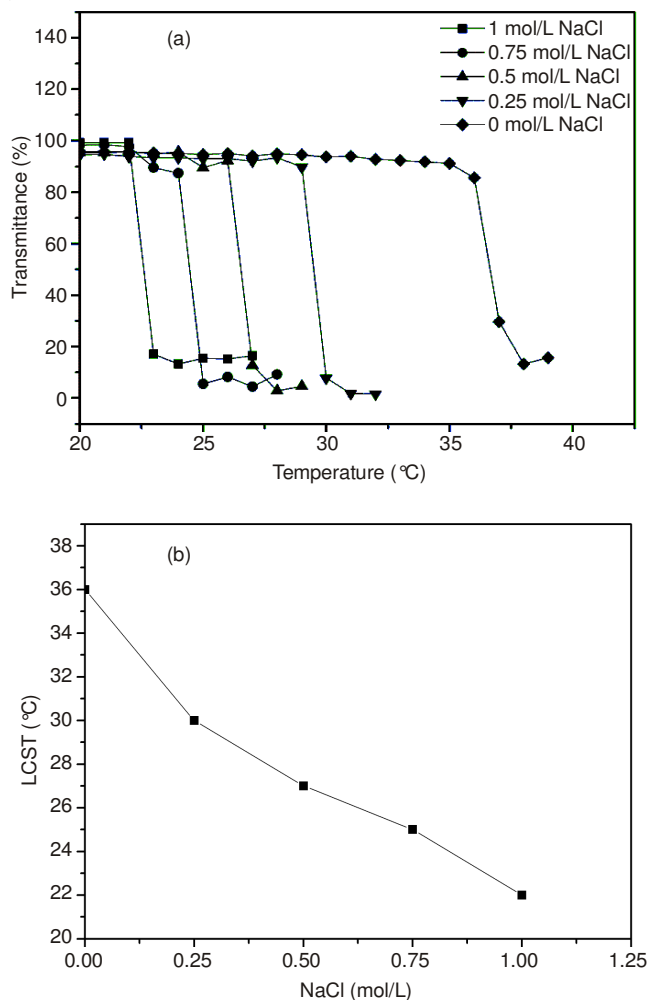 (a)
1 mol/L NaCl
0.75 mol/L NaCl
0.5 mol/L NaCl
0.25 mol/L NaCl
0 mol/L NaCl
140
120
100
80
60
40
20
0
Transmittance (%)
20 25 30 35 40
Temperature (°C)
(b)
38
36
34
32
30
28
26
24
22
20
LCST (°C)
0.00 0.25 0.50 0.75 1.00 1.25
NaCl (mol/L)